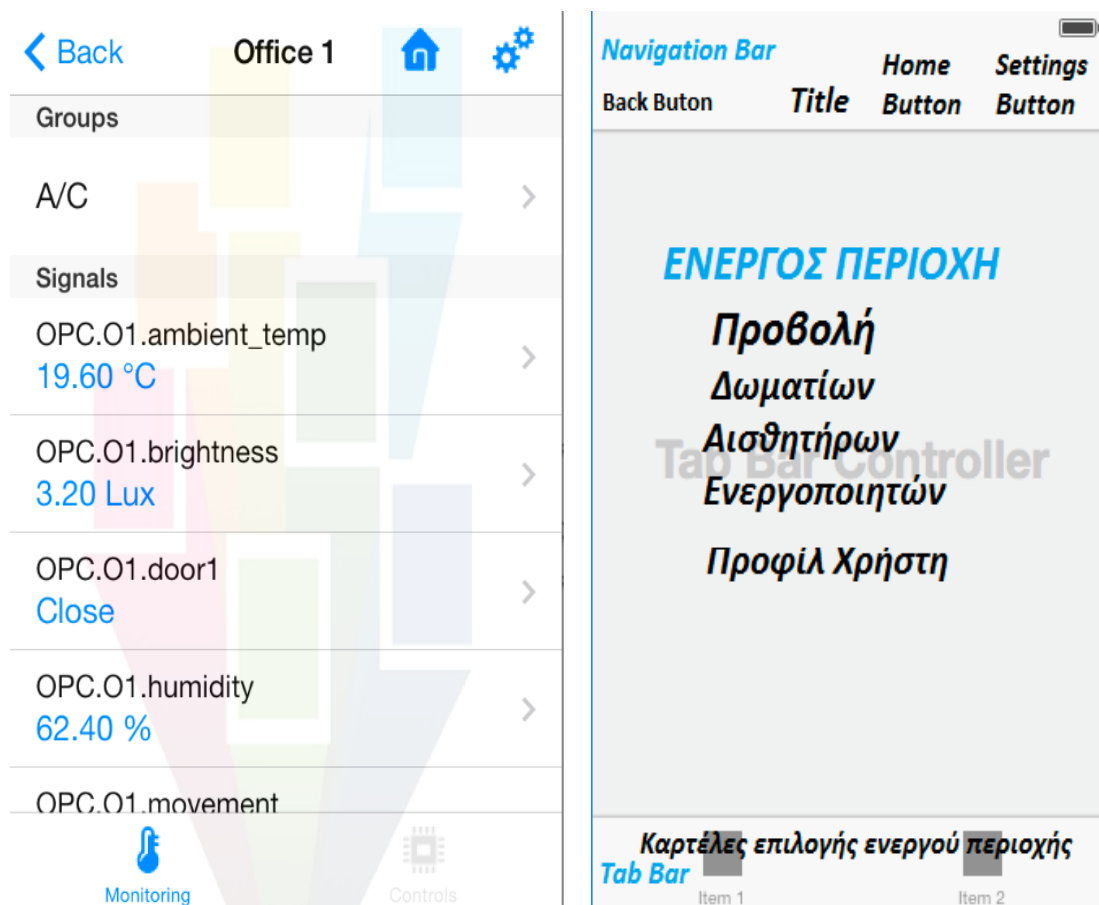 Back Office 1
Groups
A/C
Signals
OPC.O1.ambient_temp
19.60 °C
OPC.O1.brightness
3.20 Lux
OPC.O1.door1
Close
OPC.O1.humidity
62.40 %
OPC.O1.movement
Monitoring Controls
Navigation Bar
Back Buton Title Home Button Settings Button
ΕΝΕΡΓΟΣ ΠΕΡΙΟΧΗ
Προβολή
Δωματίων
Αισθητήρων
Tab Bar Controller
Ενεργοποιητών
Προφίλ Χρήστη
Καρτέλες επιλογής ενεργού περιοχής
Tab Bar
Item 1 Item 2